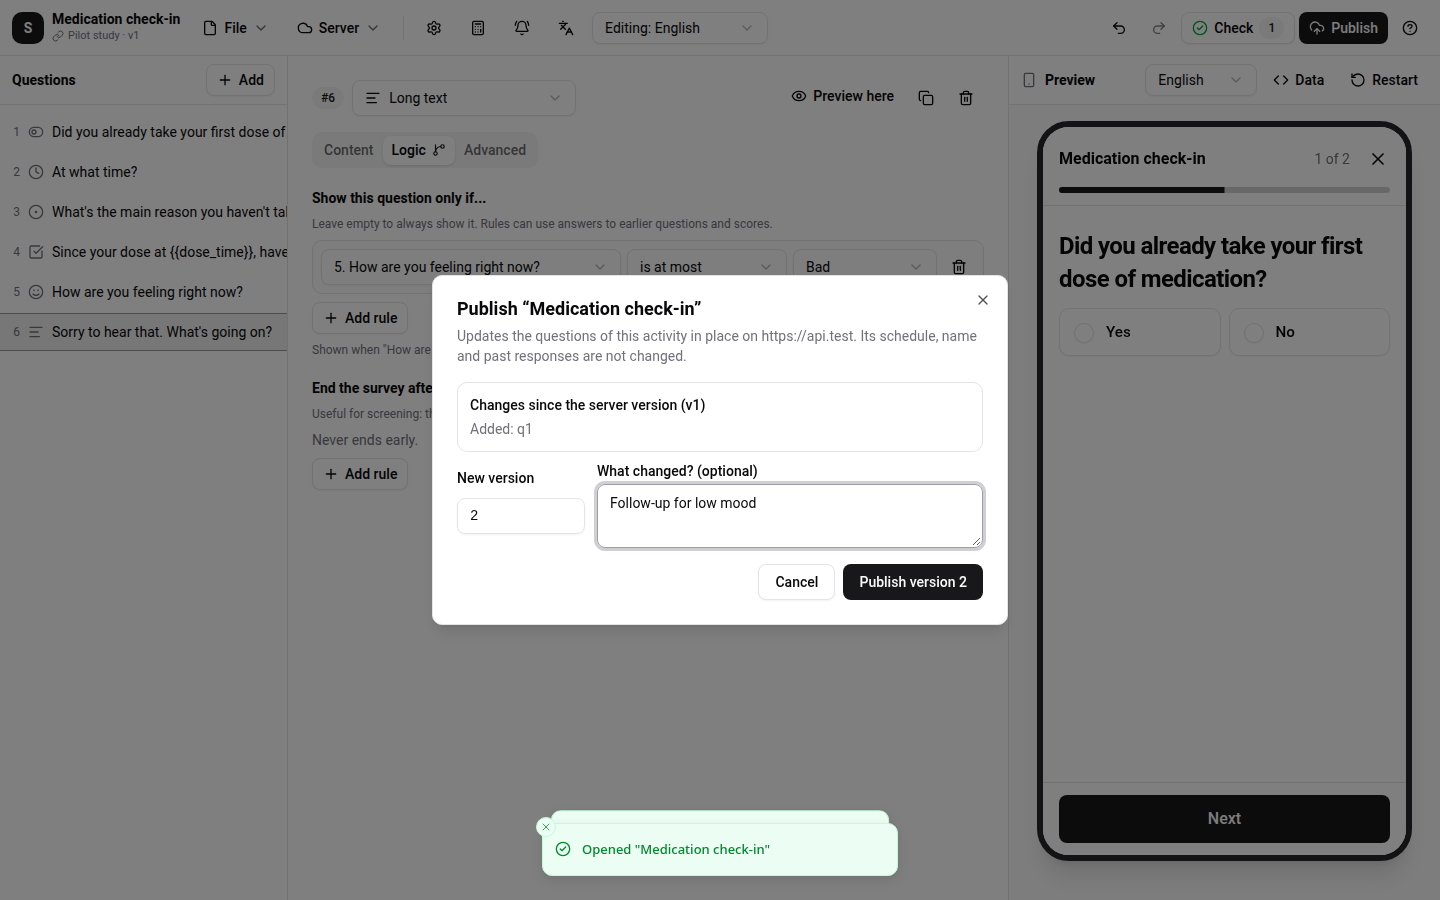 S
Medication check-in
Pilot study · v1
File
Server
Editing: English
Check 1
Publish
Questions
Add
1 Did you already take your first dose of
2 At what time?
3 What's the main reason you haven't tal
4 Since your dose at {{dose_time}}, have
5 How are you feeling right now?
6 Sorry to hear that. What's going on?
#6
Long text
Preview here
Content
Logic
Advanced
Show this question only if...
Leave empty to always show it. Rules can use answers to earlier questions and scores.
5. How are you feeling right now?
is at most
Bad
Add rule
Shown when "How are
End the survey afte
Useful for screening: th
Never ends early.
Add rule
Publish “Medication check-in”
Updates the questions of this activity in place on https://api.test. Its schedule, name
and past responses are not changed.
Changes since the server version (v1)
Added: q1
New version
2
What changed? (optional)
Follow-up for low mood
Cancel
Publish version 2
Opened "Medication check-in"
Preview
English
Data
Restart
Medication check-in
1 of 2
Did you already take your first
dose of medication?
Yes
No
Next